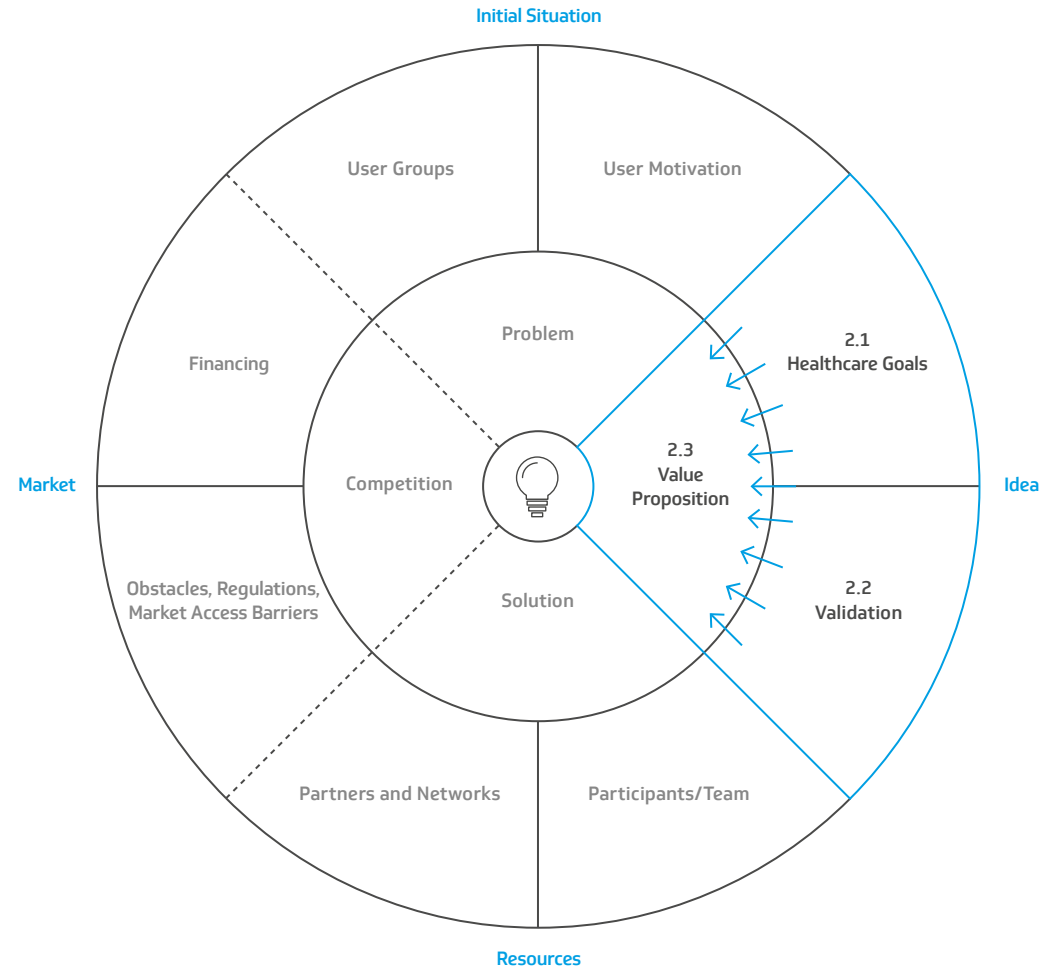 Initial Situation
User Groups
User Motivation
Problem
Financing
2.1
Healthcare Goals
Market
Competition
2.3
Value
Proposition
Idea
Obstacles, Regulations,
Market Access Barriers
Solution
2.2
Validation
Partners and Networks
Participants/Team
Resources